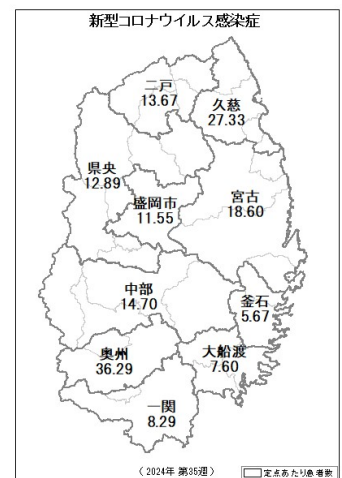 新型コロナウイルス感染症
二戸
13.67
久慈
27.33
県央
12.89
盛岡市
11.55
宮古
18.60
中部
14.70
釜石
5.67
奥州
36.29
大船渡
7.60
一関
8.29
（2024年 第35週）
定点あたり患者数